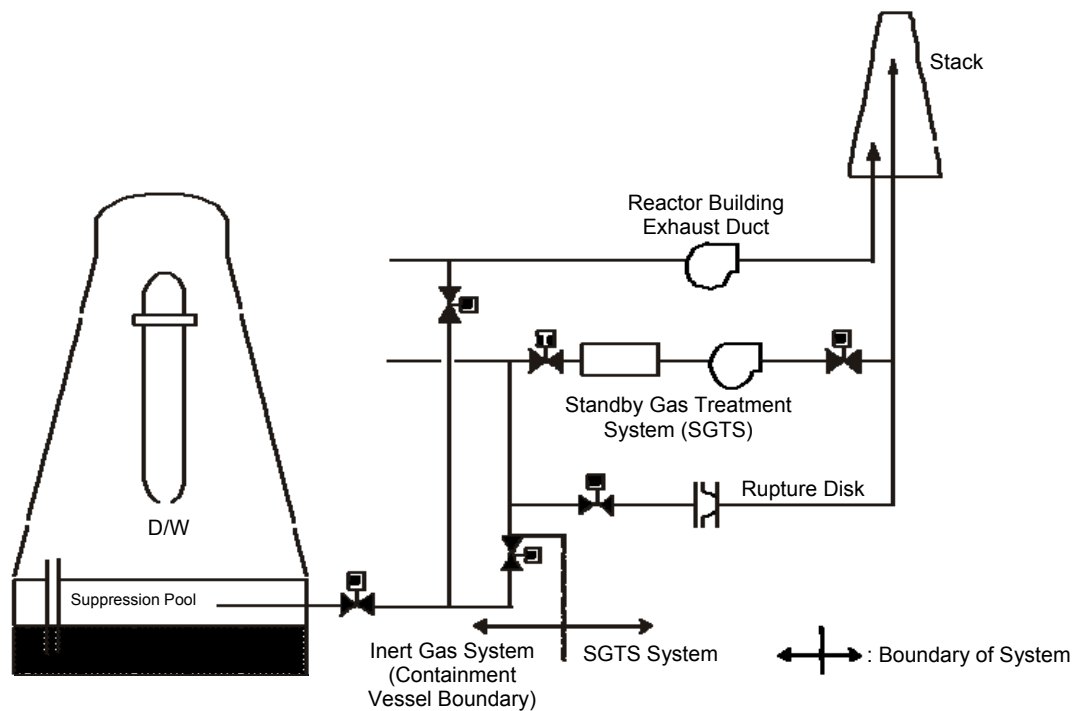 Stack
Reactor Building
Exhaust Duct
Standby Gas Treatment
System (SGTS)
Rupture Disk
D/W
Suppression Pool
Inert Gas System
(Containment
Vessel Boundary)
SGTS System
: Boundary of System